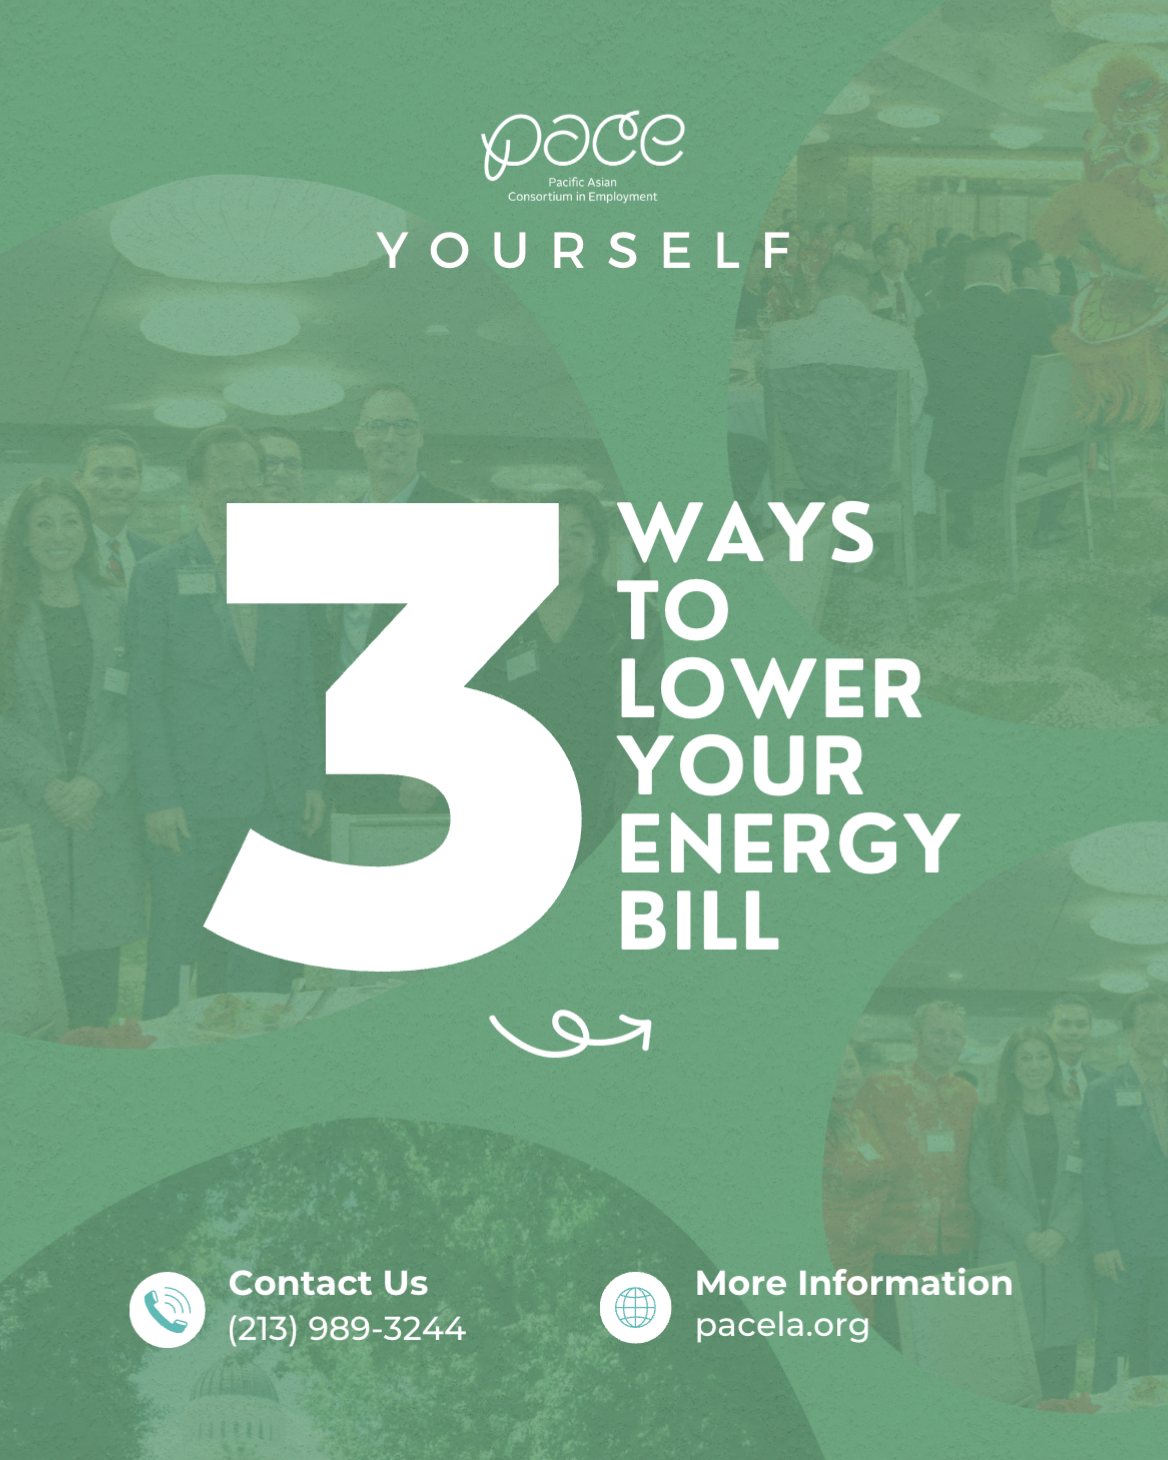 pace
Pacific Asian
Consortium in Employment
YOURSELF
3
WAYS
TO
LOWER
YOUR
ENERGY
BILL
Contact Us
(213) 989-3244
More Information
pacela.org